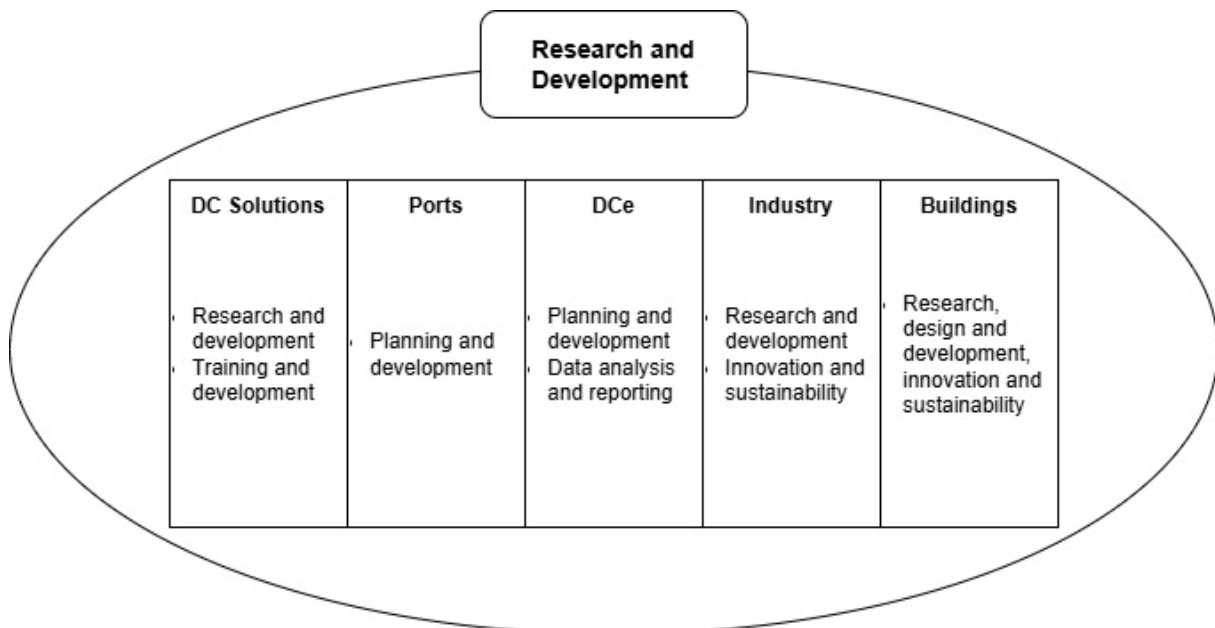 Research and
Development
DC Solutions
Research and
development
Training and
development
Ports
Planning and
development
DCe
Planning and
development
Data analysis
and reporting
Industry
Research and
development
Innovation and
sustainability
Buildings
Research,
design and
development,
innovation and
sustainability